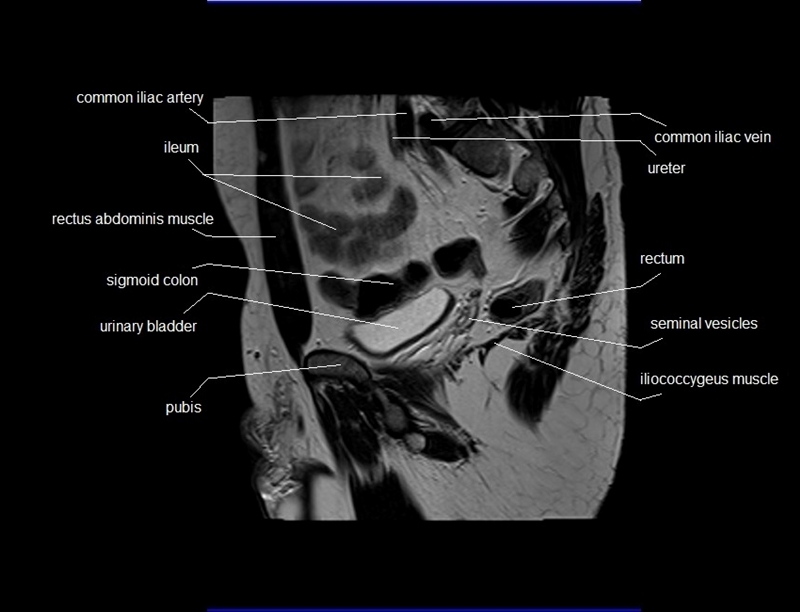 common iliac artery
ileum
rectus abdominis muscle
sigmoid colon
urinary bladder
pubis
common iliac vein
ureter
rectum
seminal vesicles
iliococcygeus muscle